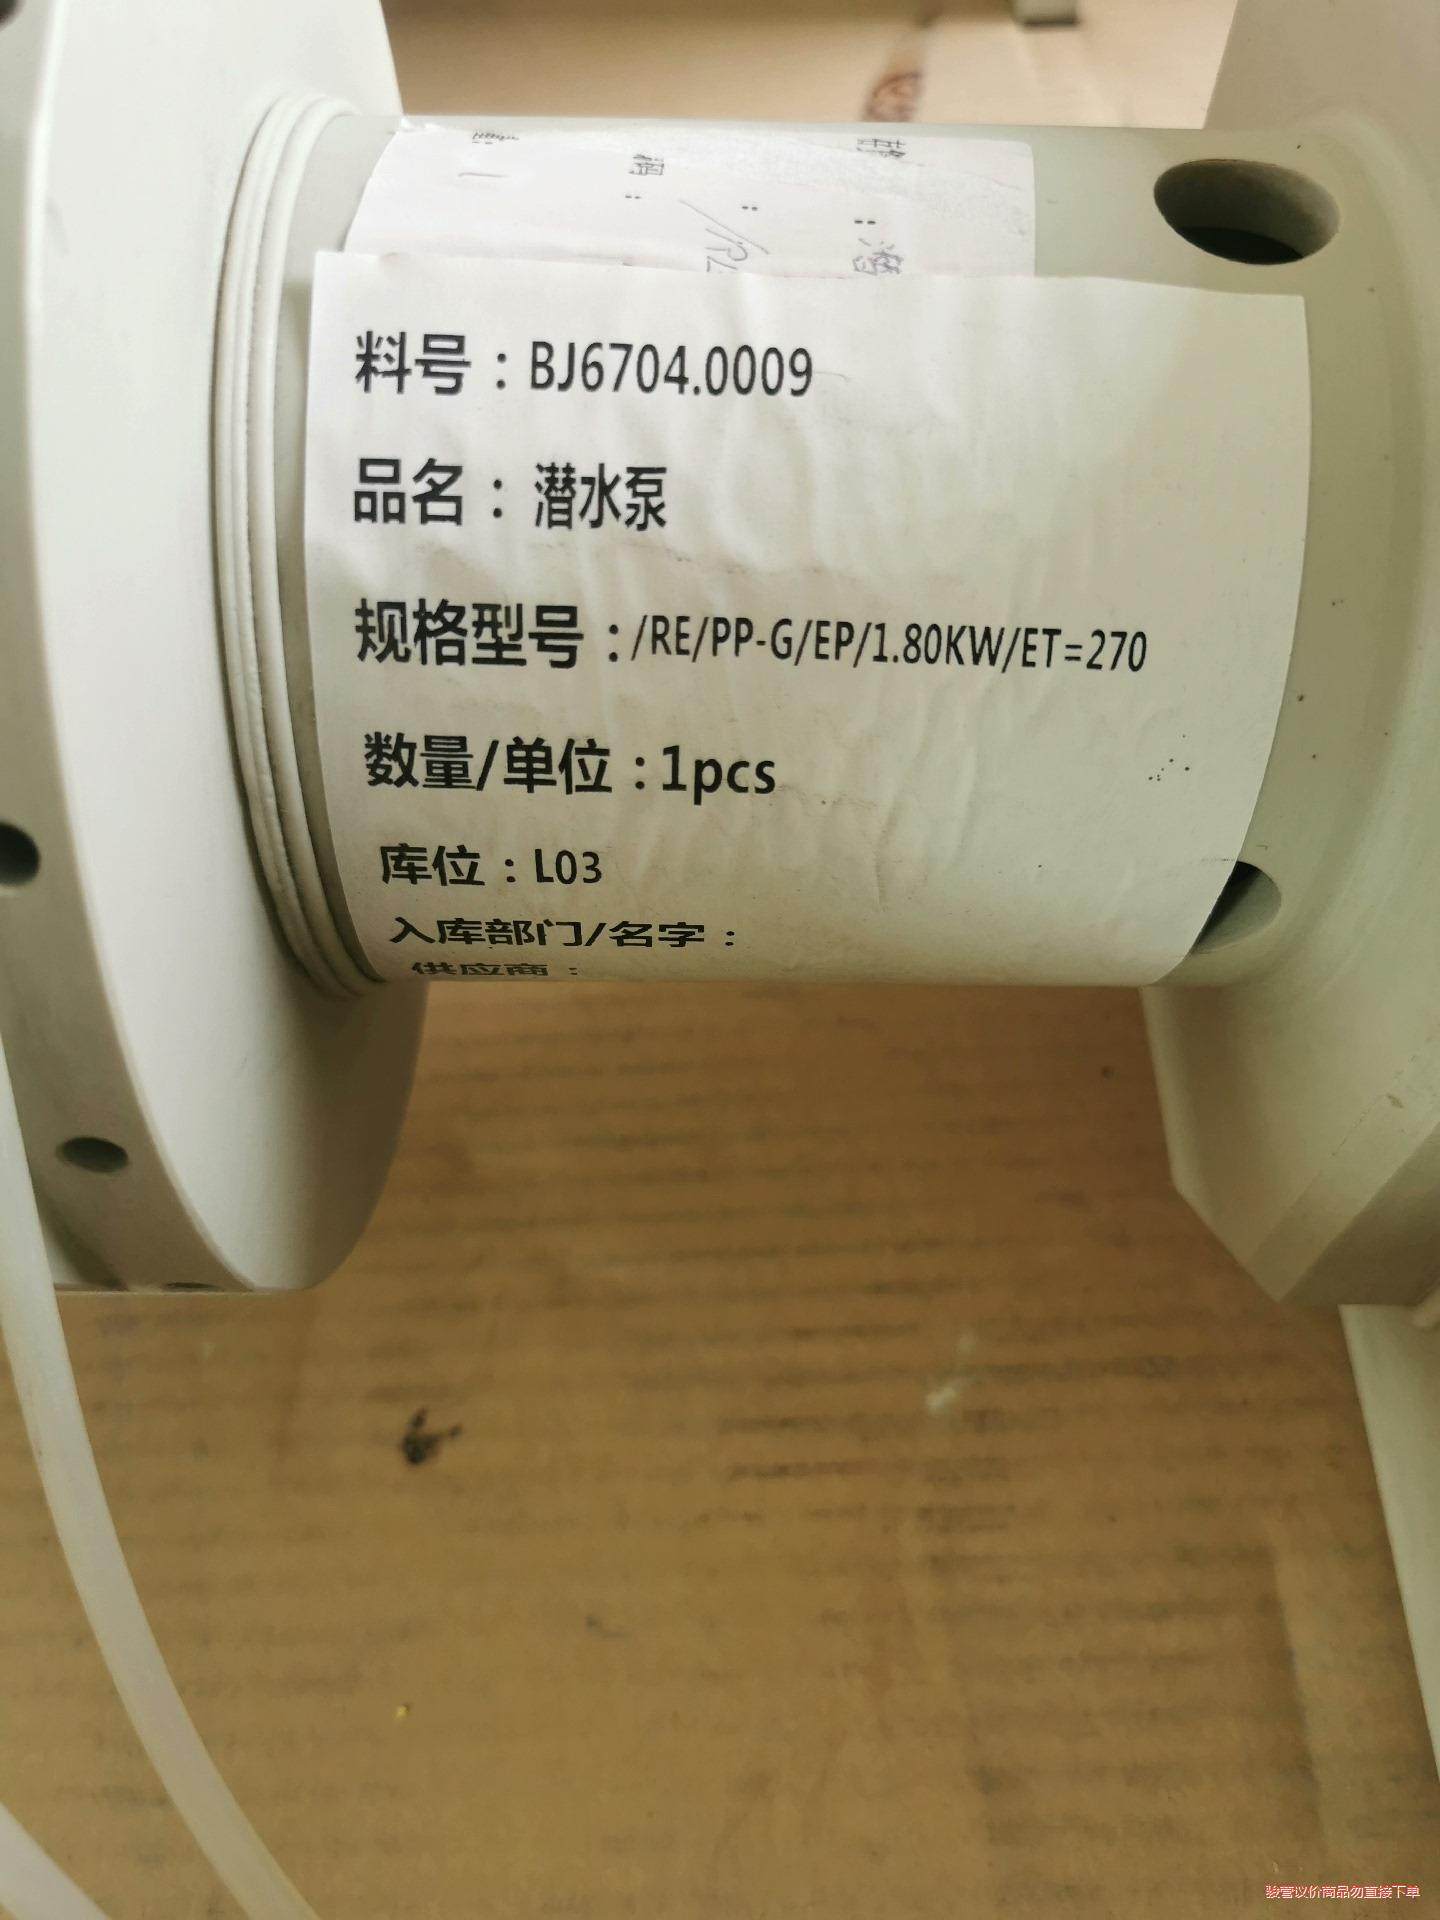 料号：BJ6704.0009
品名：潜水泵
规格型号：/RE/PP-G/EP/1.80KW/ET=270
数量/单位：1pcs
库位：L03
入库部门/名字：
供应商：
骏菅议价商品勿直接下单